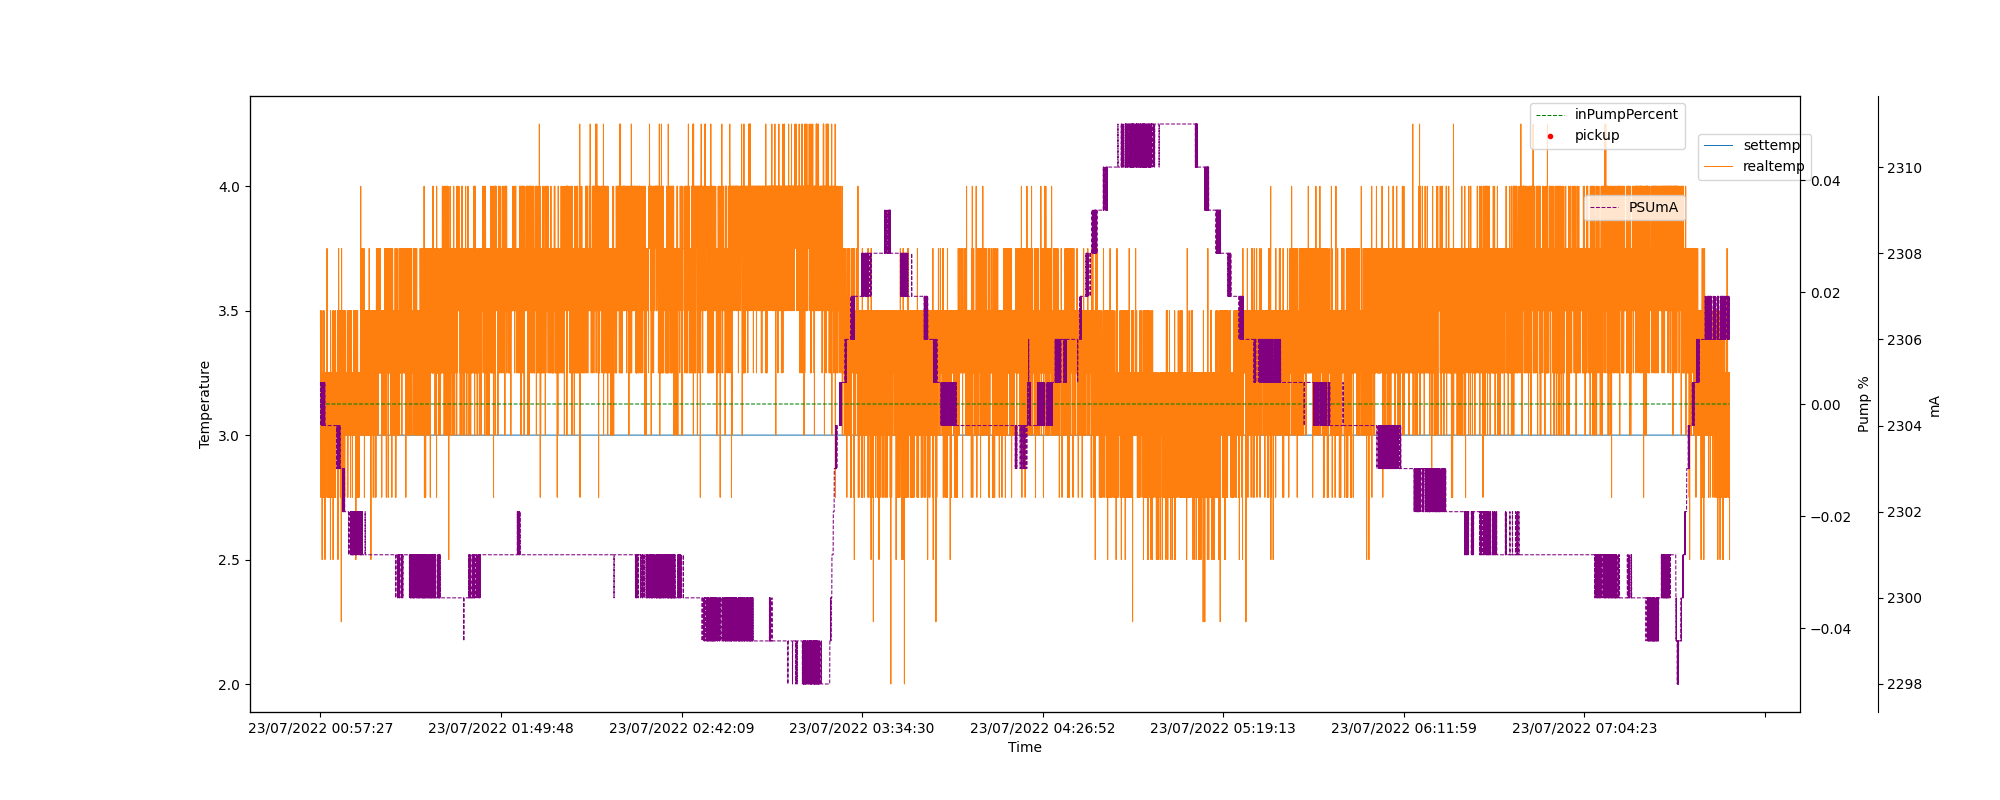 inPumpPercent
pickup
settemp
realtemp
PSUmA
4.0
3.5
3.0
2.5
2.0
Temperature
0.04
0.02
0.00
−0.02
−0.04
Pump %
2310
2308
2306
2304
2302
2300
2298
mA
23/07/2022 00:57:27
23/07/2022 01:49:48
23/07/2022 02:42:09
23/07/2022 03:34:30
23/07/2022 04:26:52
23/07/2022 05:19:13
23/07/2022 06:11:59
23/07/2022 07:04:23
Time